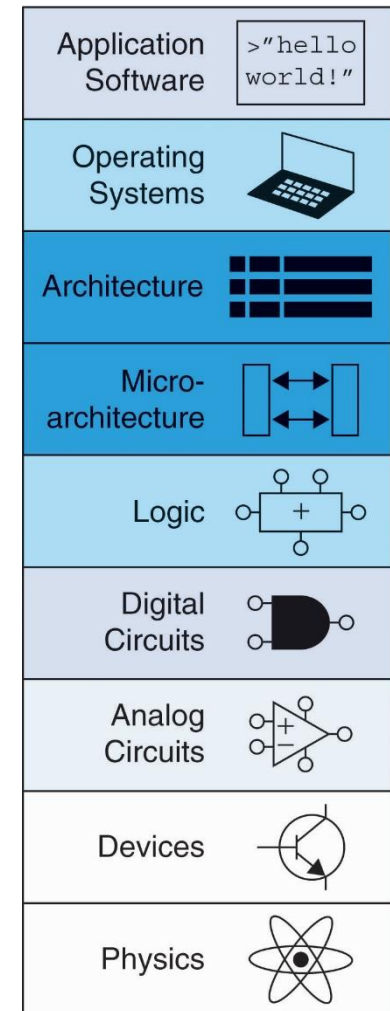 Application
Software
>"hello
world!"
Operating
Systems
Architecture
Micro-
architecture
Logic
+
Digital
Circuits
Analog
Circuits
+
−
Devices
Physics